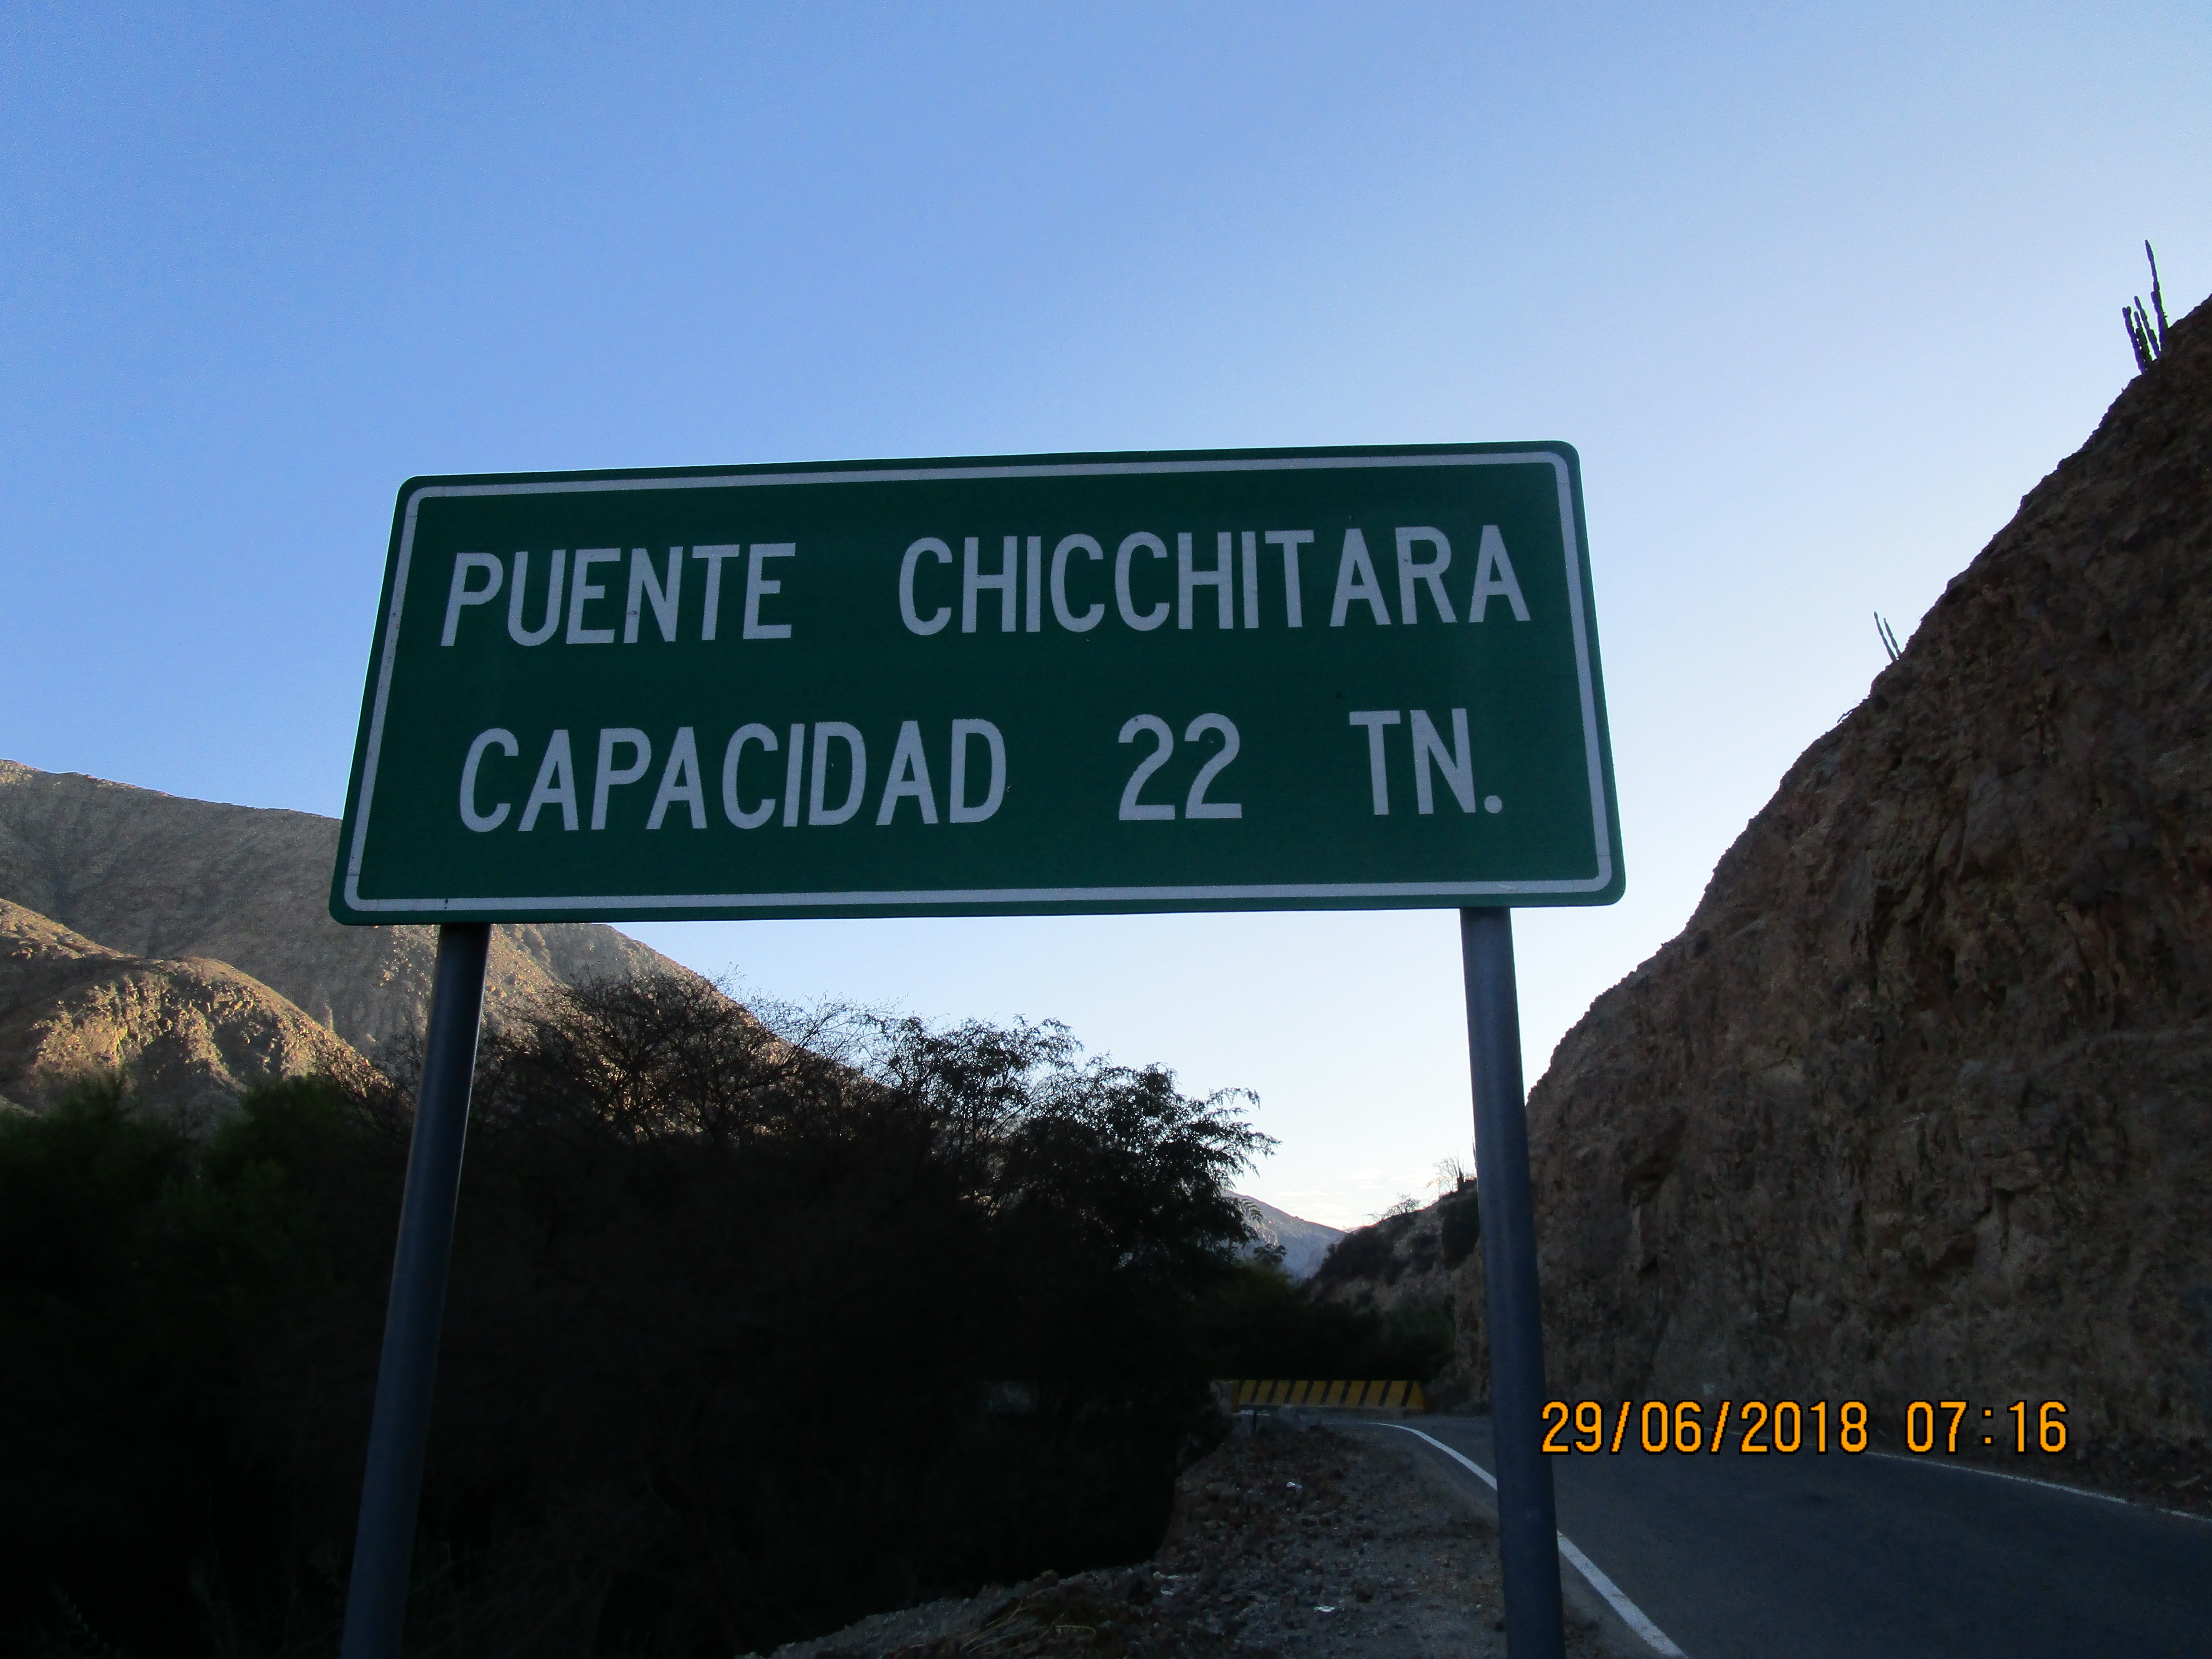 PUENTE CHICCHITARA
CAPACIDAD 22 TN.
29/06/2018 07:16